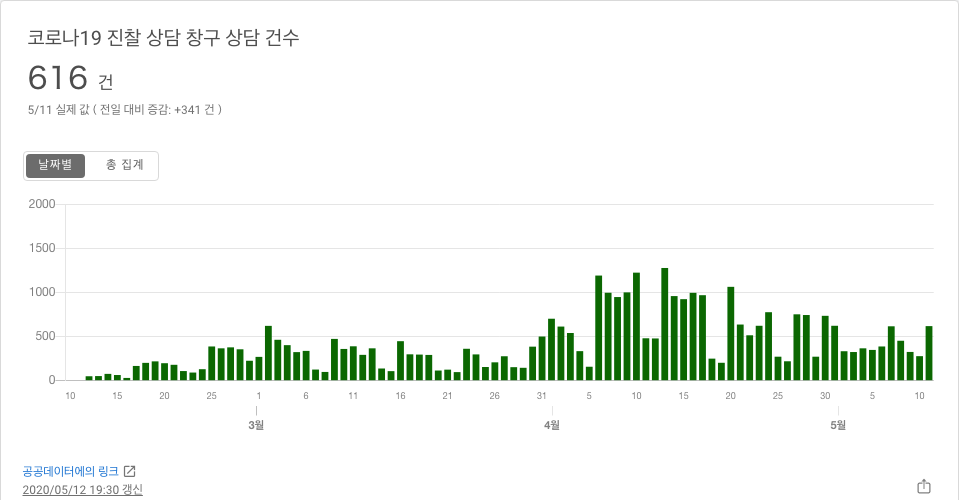 코로나19 진찰 상담 창구 상담 건수
616 건
5/11 실제 값 ( 전일 대비 증감: +341 건 )
날짜별 총 집계
2000
1500
1000
500
0
10 15 20 25 1 6 11 16 21 26 31 5 10 15 20 25 30 5 10
3월 4월 5월
공공데이터에의 링크
2020/05/12 19:30 갱신